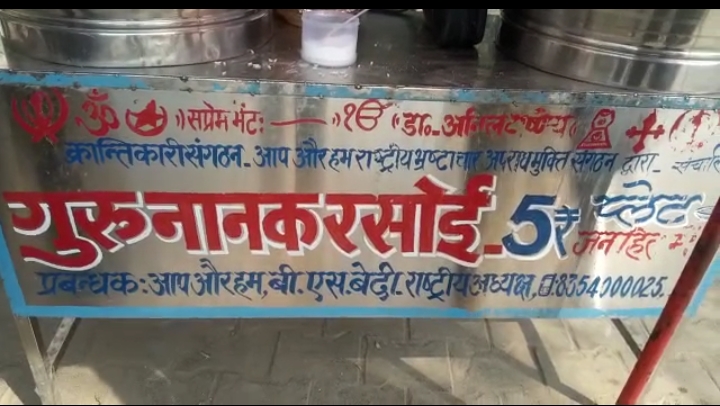 ॐ सप्रेम भेंट: — ੴ डा॰ अनिल
क्रान्तिकारी संगठन - आप और हम राष्ट्रीय भ्रष्टाचार अपराध मुक्ति संगठन द्वारा -
गुरु नानक रसोई - 5₹ प्लेट
जनहित
प्रबन्धक: आप और हम, बी. एस. बेदी - राष्ट्रीय अध्यक्ष,